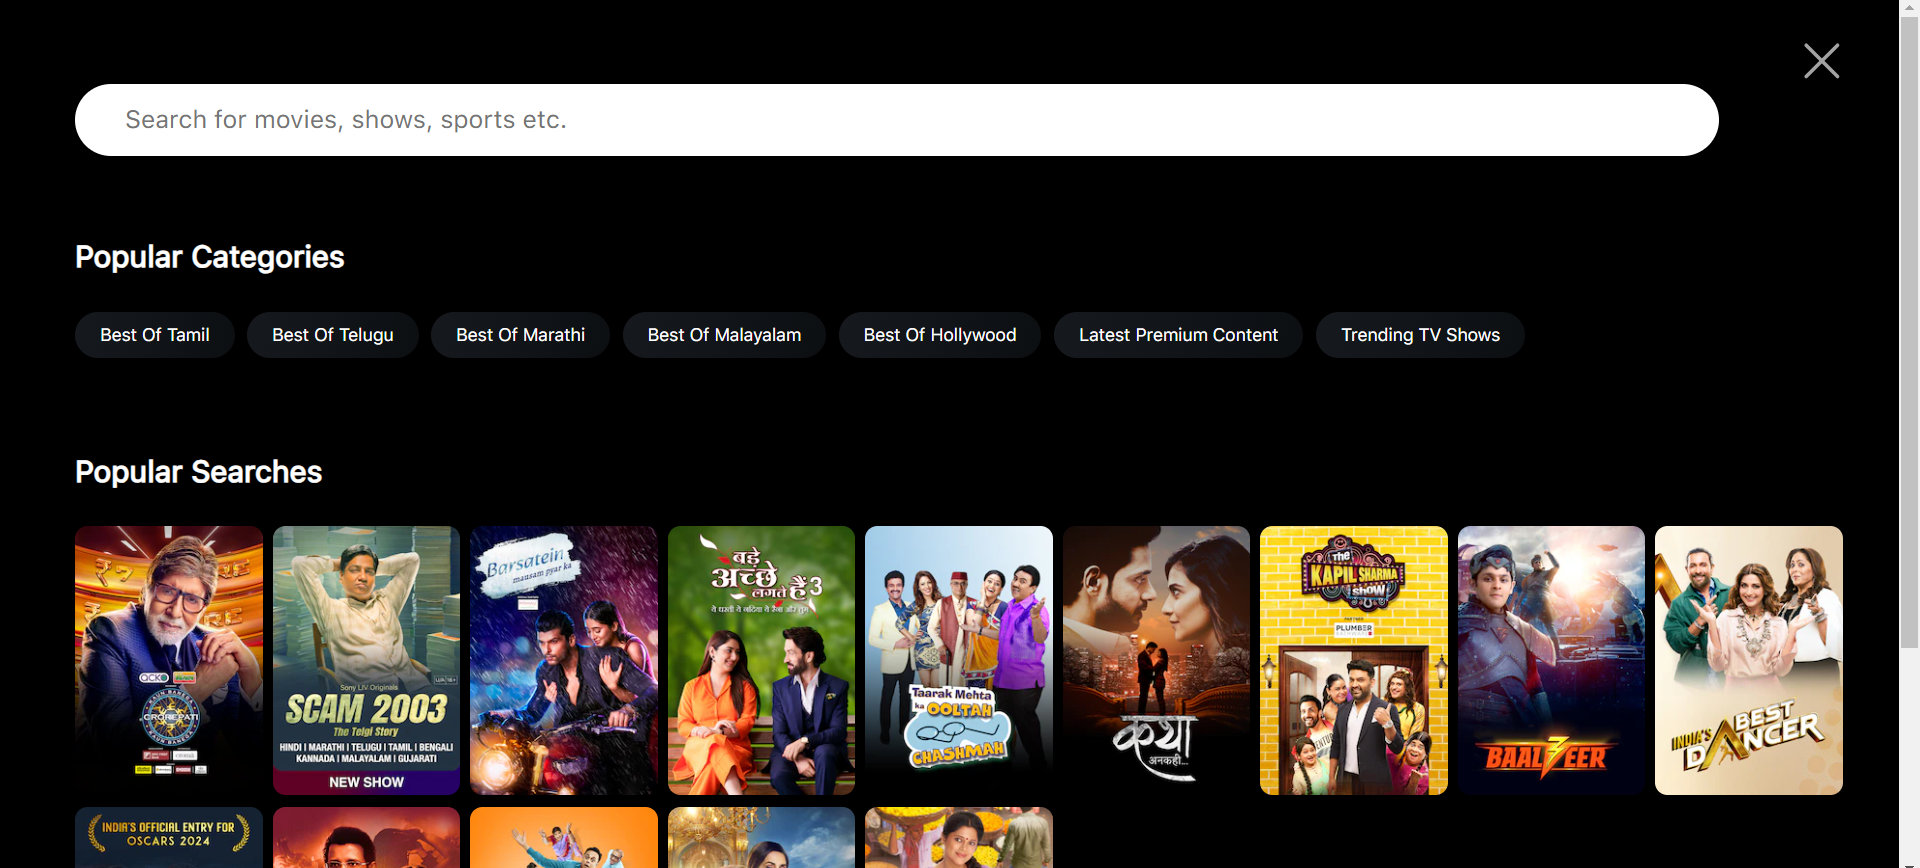 Search for movies, shows, sports etc.
Popular Categories
Best Of Tamil
Best Of Telugu
Best Of Marathi
Best Of Malayalam
Best Of Hollywood
Latest Premium Content
Trending TV Shows
Popular Searches
ACKO
KAUN BANEGA
CROREPATI
Sony LIV Originals
SCAM 2003
The Telgi Story
HINDI | MARATHI | TELUGU | TAMIL | BENGALI
KANNADA | MALAYALAM | GUJARATI
NEW SHOW
Barsatein
mausam pyar ka
बड़े
अच्छे
लगते हैं 3
Taarak Mehta
ka OOLTAH
CHASHMAH
कथा
अनकही...
The
KAPIL SHARMA
Show
PLUMBER
BAALVEER
INDIA'S
BEST
DANCER
INDIA'S OFFICIAL ENTRY FOR
OSCARS 2024